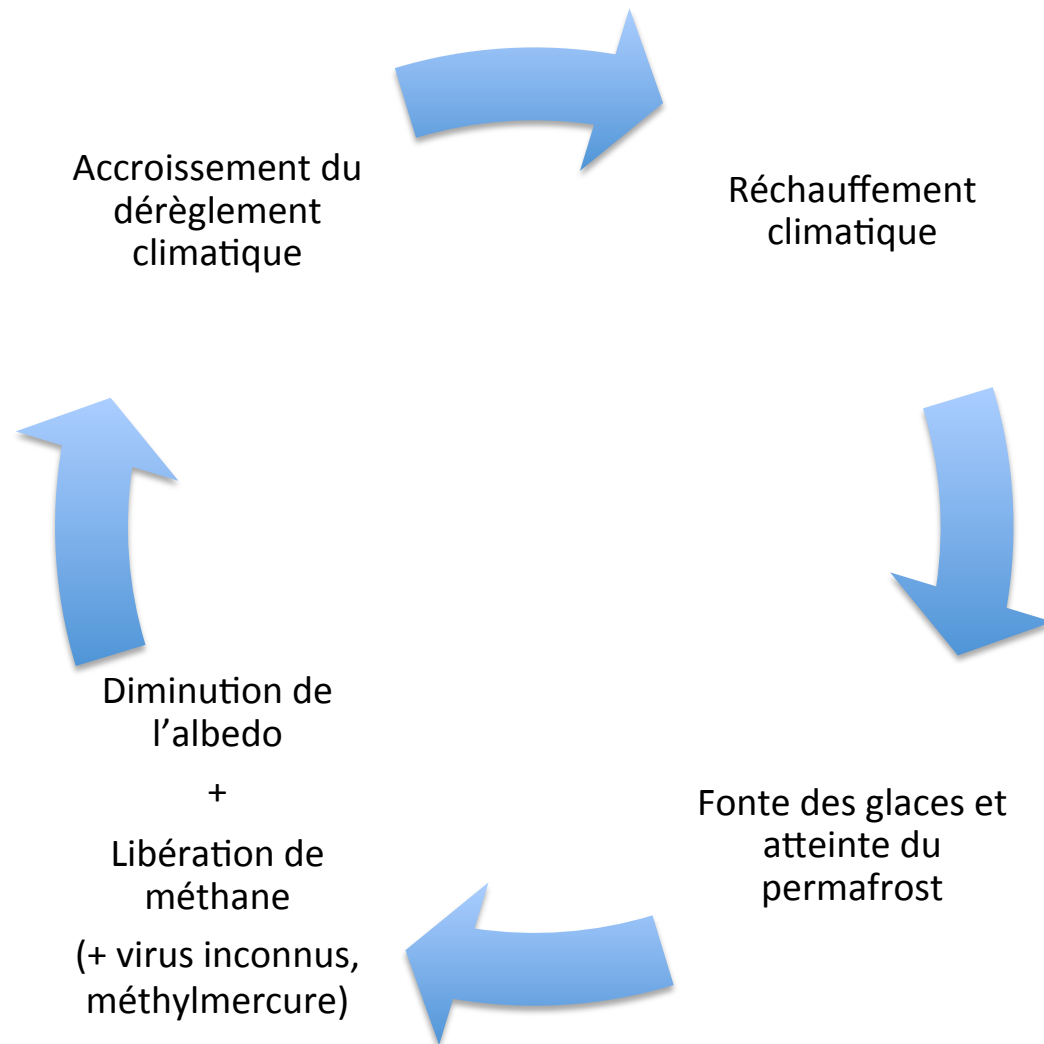 Accroissement du
dérèglement
climatique
Réchauffement
climatique
Fonte des glaces et
atteinte du
permafrost
Diminution de
l’albedo
+
Libération de
méthane
(+ virus inconnus,
méthylmercure)